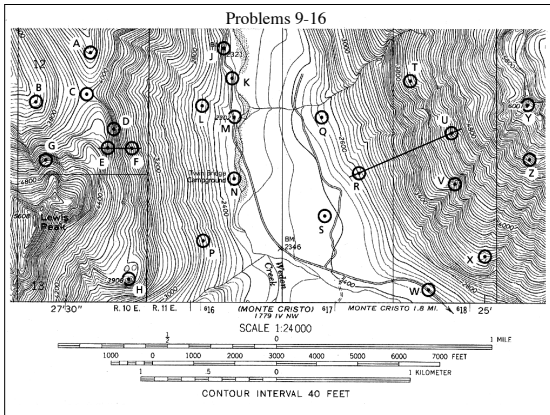 Problems 9-16
A
B
C
D
E
F
G
H
J
K
L
M
N
P
Q
R
S
T
U
V
W
X
Y
Z
12
13
Lewis
Peak
Twin Bridge
Campground
BM
2346
Weden
Creek
2400
2600
27'30" R. 10 E. R. 11 E. 616 (MONTE CRISTO) 617 MONTE CRISTO 1.8 MI. 618 25'
1779 IV NW
SCALE 1:24 000
1 1/2 0 1 MILE
1000 0 1000 2000 3000 4000 5000 6000 7000 FEET
1 .5 0 1 KILOMETER
CONTOUR INTERVAL 40 FEET